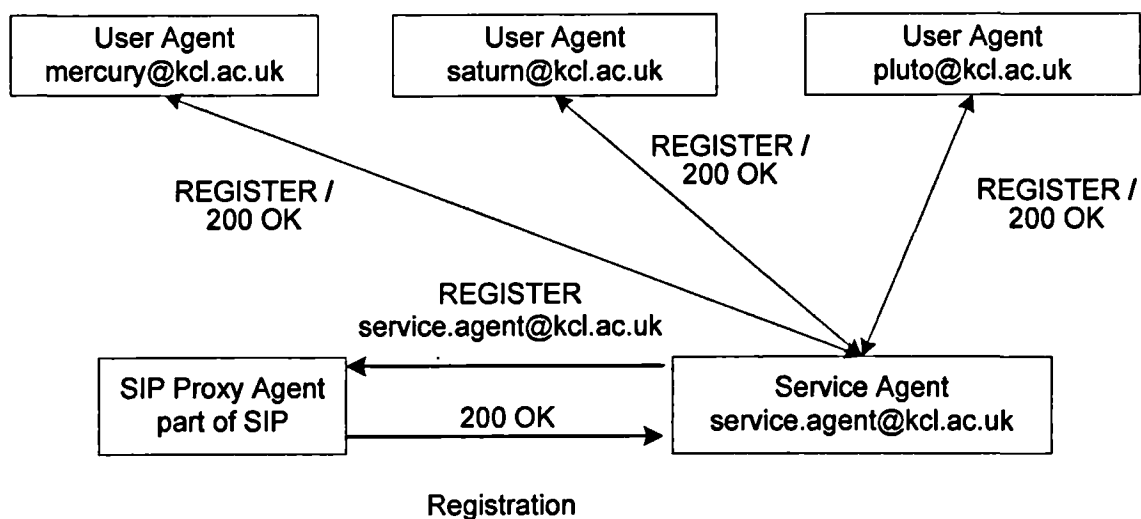 User Agent
mercury@kcl.ac.uk
User Agent
saturn@kcl.ac.uk
User Agent
pluto@kcl.ac.uk
REGISTER /
200 OK
REGISTER /
200 OK
REGISTER /
200 OK
REGISTER
service.agent@kcl.ac.uk
SIP Proxy Agent
part of SIP
200 OK
Service Agent
service.agent@kcl.ac.uk
Registration